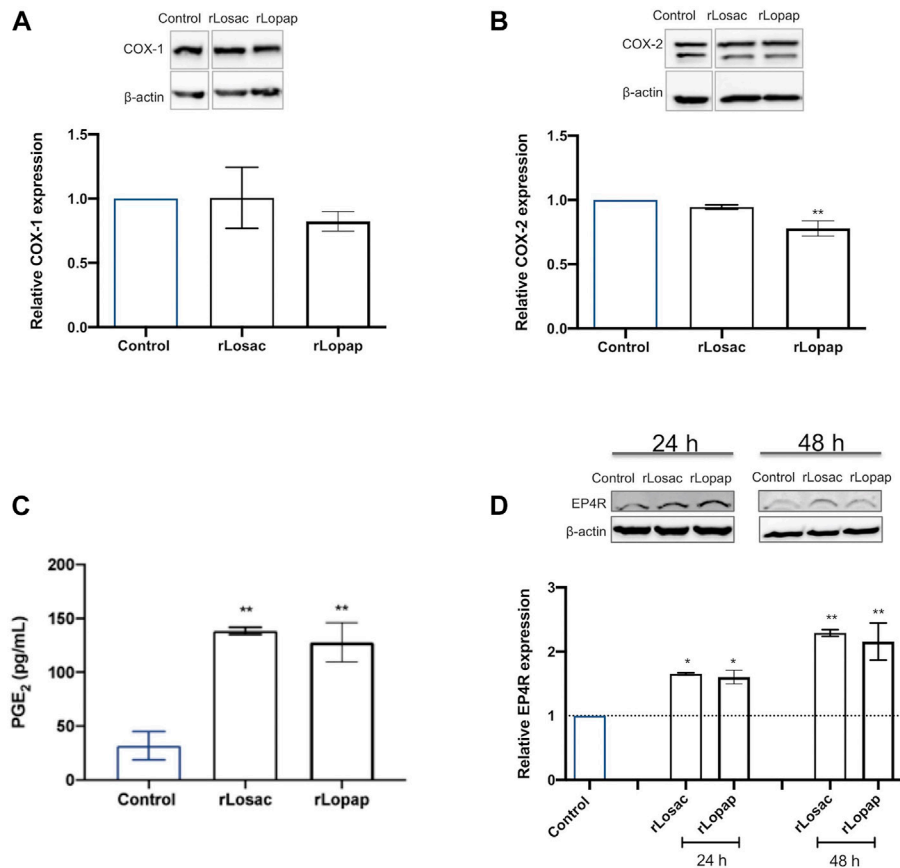 A
Control rLosac rLopap
COX-1
β-actin
Relative COX-1 expression
1.5
1.0
0.5
0.0
Control rLosac rLopap
B
Control rLosac rLopap
COX-2
β-actin
Relative COX-2 expression
1.5
1.0
0.5
0.0
**
Control rLosac rLopap
C
PGE2 (pg/mL)
200
150
100
50
0
** **
Control rLosac rLopap
D
24 h 48 h
Control rLosac rLopap Control rLosac rLopap
EP4R
β-actin
Relative EP4R expression
3
2
1
0
* * ** **
Control rLosac rLopap rLosac rLopap
24 h 48 h